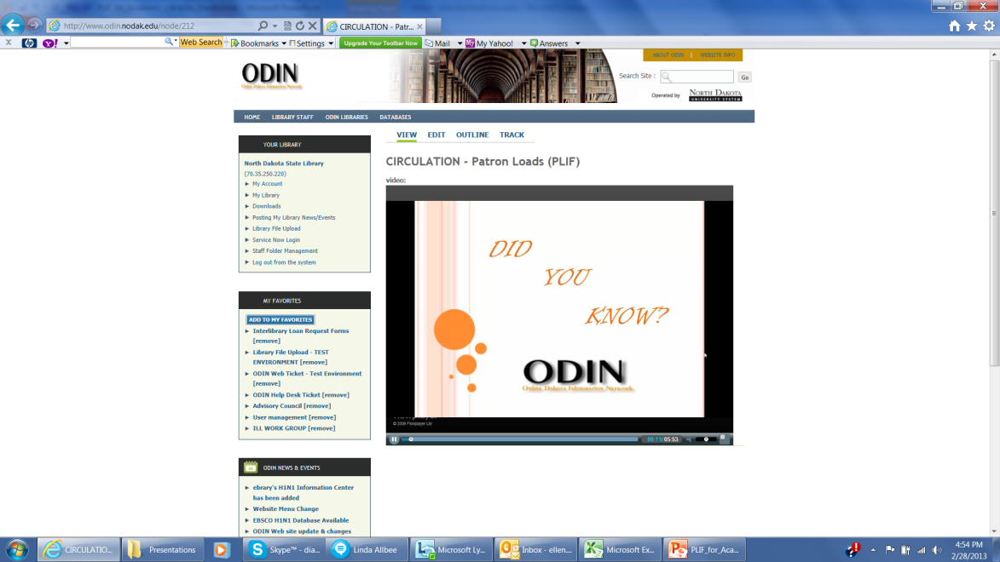 http://www.odin.nodak.edu/node/212
CIRCULATION - Patr...
Web Search
Bookmarks
Settings
Upgrade Your Toolbar Now
Mail
My Yahoo!
Answers
ODIN
Online Dakota Information Network
ABOUT ODIN | WEBSITE INFO
Search Site :
Go
Operated by
NORTH DAKOTA
UNIVERSITY SYSTEM
HOME LIBRARY STAFF ODIN LIBRARIES DATABASES
YOUR LIBRARY
North Dakota State Library
(70.35.250.220)
My Account
My Library
Downloads
Posting My Library News/Events
Library File Upload
Service Now Login
Staff Folder Management
Log out from the system
MY FAVORITES
ADD TO MY FAVORITES
Interlibrary Loan Request Forms
[remove]
Library File Upload - TEST
ENVIRONMENT [remove]
ODIN Web Ticket - Test Environment
[remove]
ODIN Help Desk Ticket [remove]
Advisory Council [remove]
User management [remove]
ILL WORK GROUP [remove]
ODIN NEWS & EVENTS
ebrary's H1N1 Information Center
has been added
Website Menu Change
EBSCO H1N1 Database Available
ODIN Web site update & changes
VIEW EDIT OUTLINE TRACK
CIRCULATION - Patron Loads (PLIF)
video:
DID
YOU
KNOW?
ODIN
Online Dakota Information Network
© 2009 Flowplayer Ltd
00:11/05:53
CIRCULATIO...
Presentations
Skype™ - dia...
Linda Allbee
Microsoft Ly...
Inbox - ellen...
Microsoft Ex...
PLIF_for_Aca...
4:54 PM
2/28/2013